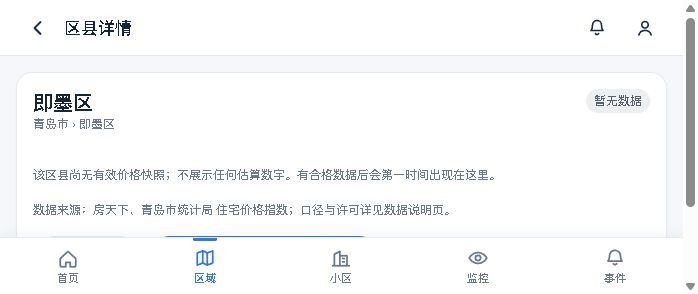 区县详情
即墨区
暂无数据
青岛市 › 即墨区
该区县尚无有效价格快照；不展示任何估算数字。有合格数据后会第一时间出现在这里。
数据来源：房天下、青岛市统计局 住宅价格指数；口径与许可详见数据说明页。
首页
区域
小区
监控
事件